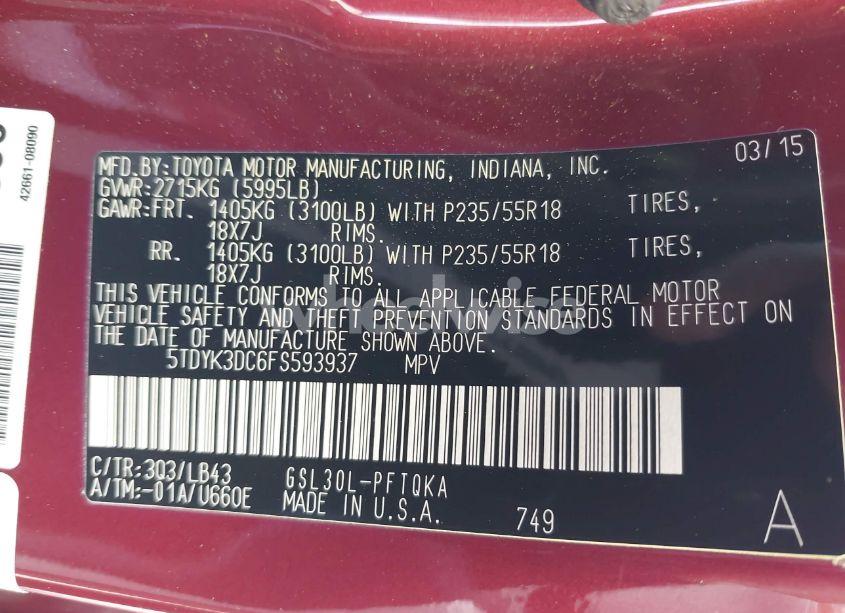 42661-08090
MFD.BY:TOYOTA MOTOR MANUFACTURING, INDIANA, INC. 03/15
GVWR:2715KG (5995LB)
GAWR:FRT. 1405KG (3100LB) WITH P235/55R18 TIRES,
18X7J RIMS.
RR. 1405KG (3100LB) WITH P235/55R18 TIRES,
18X7J RIMS.
THIS VEHICLE CONFORMS TO ALL APPLICABLE FEDERAL MOTOR
VEHICLE SAFETY AND THEFT PREVENTION STANDARDS IN EFFECT ON
THE DATE OF MANUFACTURE SHOWN ABOVE.
5TDYK3DC6FS593937 MPV
C/TR:3Q3/LB43 GSL30L-PFTQKA
A/TM:-01A/U660E MADE IN U.S.A. 749 A